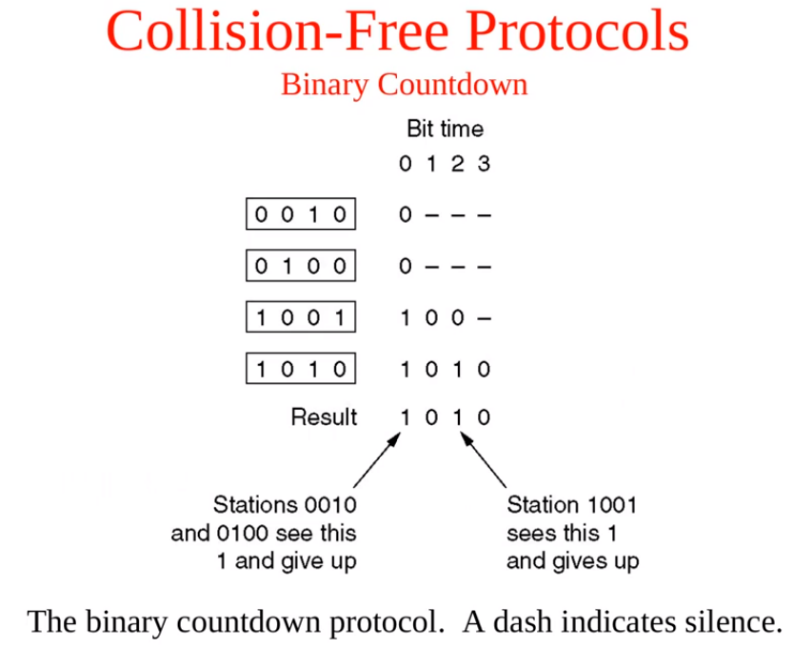 Collision-Free Protocols
Binary Countdown
Bit time
0 1 2 3
0 0 1 0 0 – – –
0 1 0 0 0 – – –
1 0 0 1 1 0 0 –
1 0 1 0 1 0 1 0
Result 1 0 1 0
Stations 0010
and 0100 see this
1 and give up
Station 1001
sees this 1
and gives up
The binary countdown protocol. A dash indicates silence.